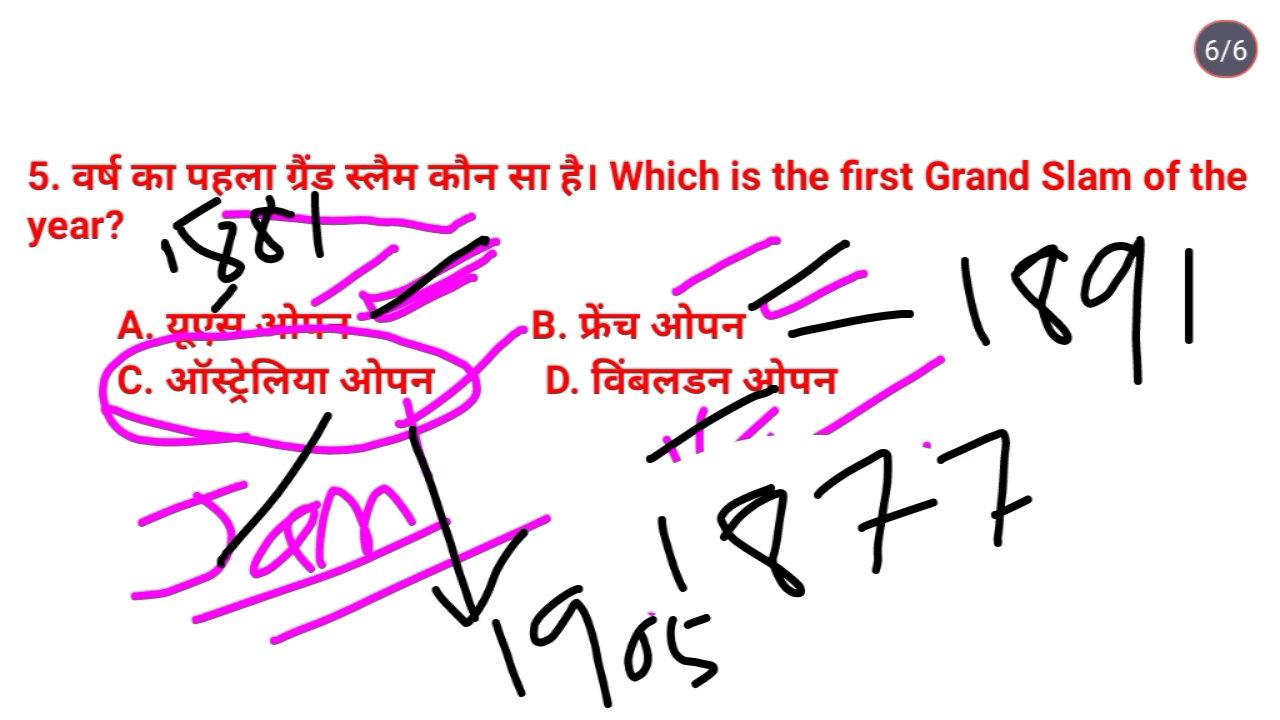 6/6
5. वर्ष का पहला ग्रैंड स्लैम कौन सा है। Which is the first Grand Slam of the
year?
1881
1891
A. यूएस ओपन B. फ्रेंच ओपन
C. ऑस्ट्रेलिया ओपन D. विंबलडन ओपन
Jan
1877
1905